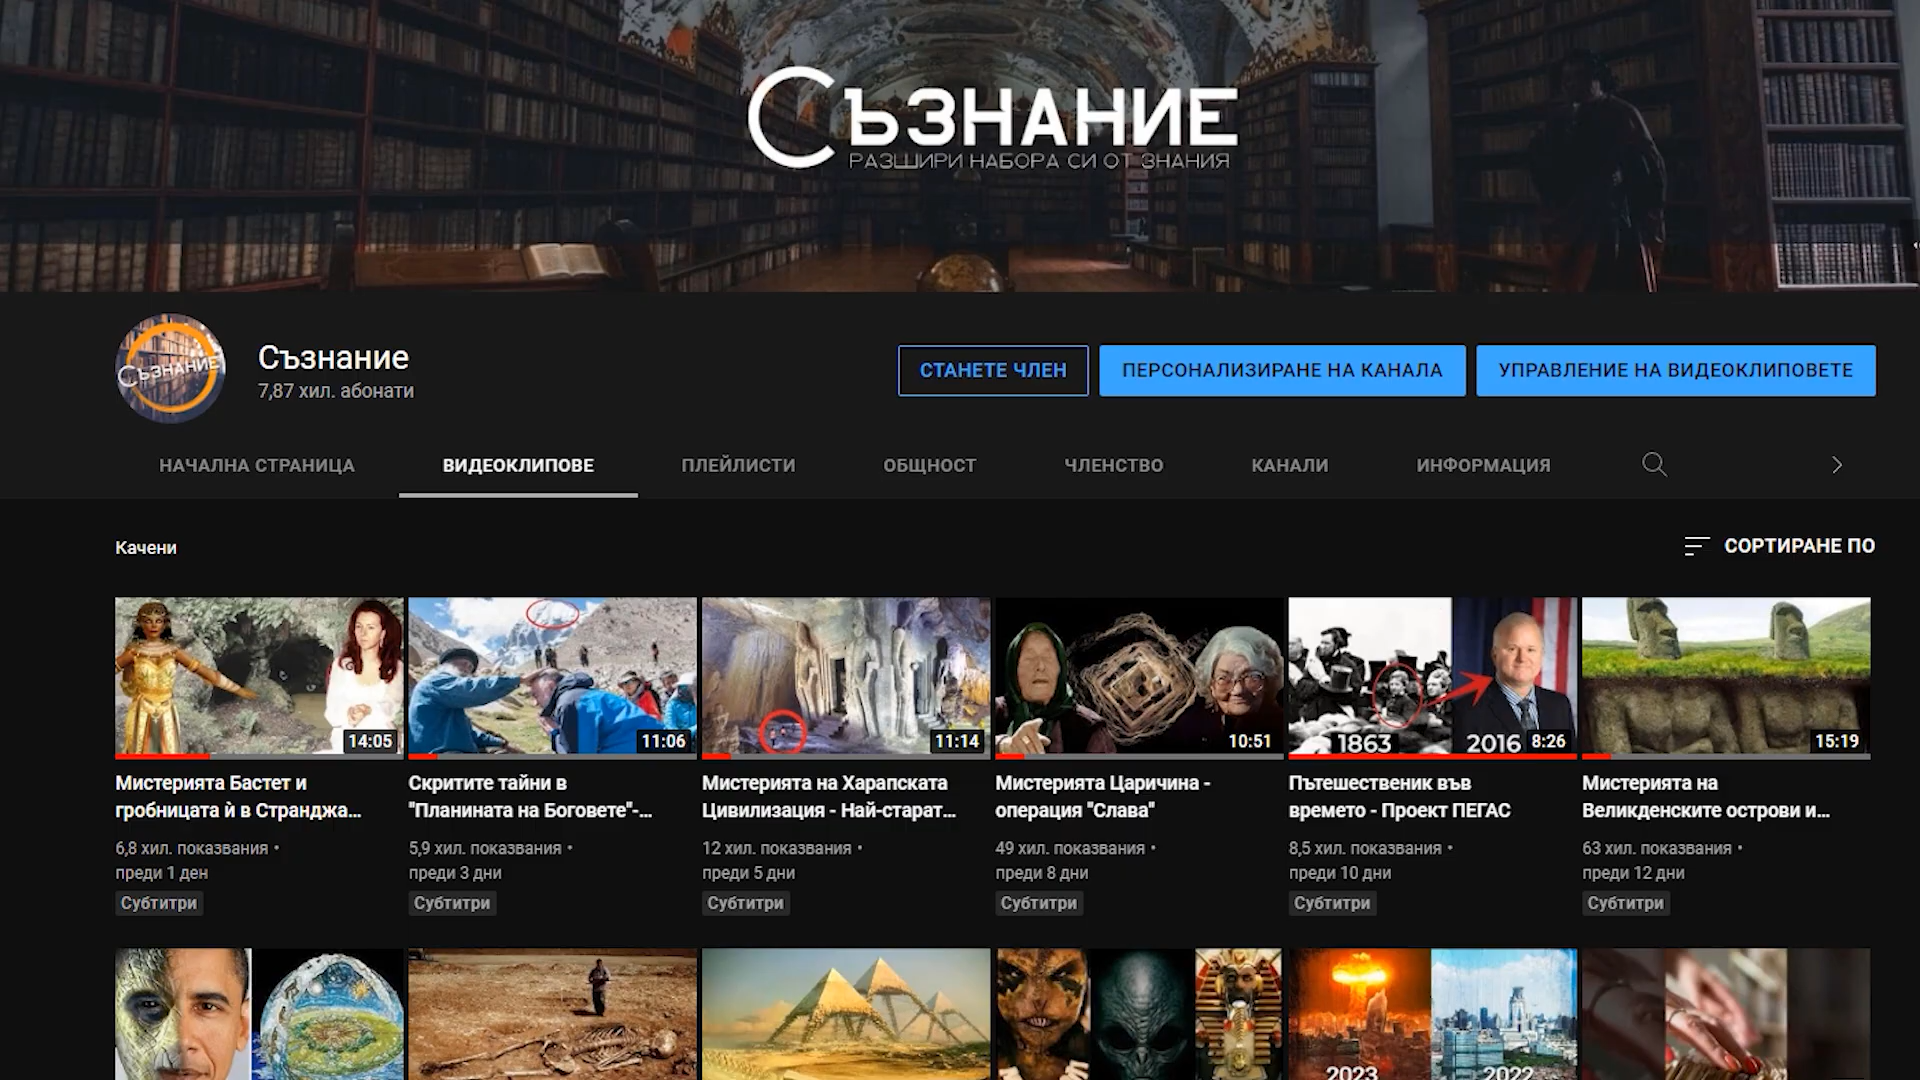 СЪЗНАНИЕ
РАЗШИРИ НАБОРА СИ ОТ ЗНАНИЯ
СЪЗНАНИЕ
Съзнание
7,87 хил. абонати
СТАНЕТЕ ЧЛЕН
ПЕРСОНАЛИЗИРАНЕ НА КАНАЛА
УПРАВЛЕНИЕ НА ВИДЕОКЛИПОВЕТЕ
НАЧАЛНА СТРАНИЦА
ВИДЕОКЛИПОВЕ
ПЛЕЙЛИСТИ
ОБЩНОСТ
ЧЛЕНСТВО
КАНАЛИ
ИНФОРМАЦИЯ
Качени
СОРТИРАНЕ ПО
14:05
Мистерията Бастет и
гробницата ѝ в Странджа...
6,8 хил. показвания •
преди 1 ден
Субтитри
11:06
Скритите тайни в
"Планината на Боговете"-...
5,9 хил. показвания •
преди 3 дни
Субтитри
11:14
Мистерията на Харапската
Цивилизация - Най-старат...
12 хил. показвания •
преди 5 дни
Субтитри
10:51
Мистерията Царичина -
операция "Слава"
49 хил. показвания •
преди 8 дни
Субтитри
1863
2016
8:26
Пътешественик във
времето - Проект ПЕГАС
8,5 хил. показвания •
преди 10 дни
Субтитри
15:19
Мистерията на
Великденските острови и...
63 хил. показвания •
преди 12 дни
Субтитри
2023
2022